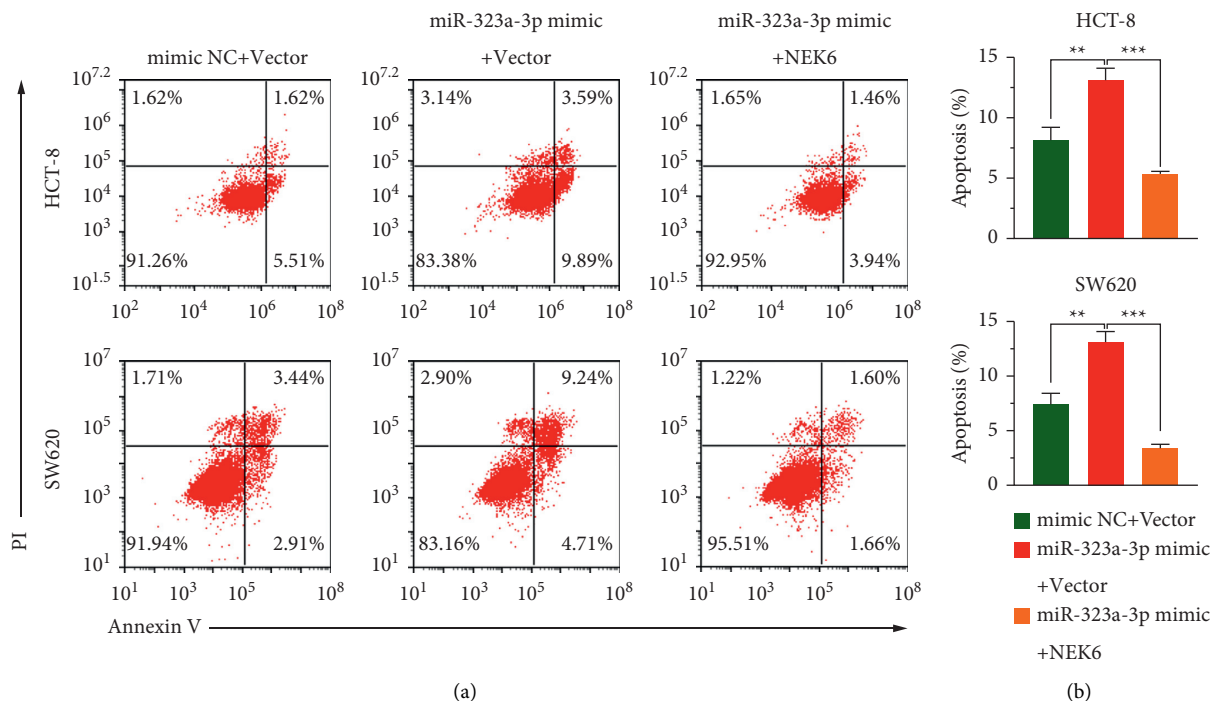 miR-323a-3p mimic miR-323a-3p mimic
mimic NC+Vector +Vector +NEK6
HCT-8
10^7.2 10^7.2 10^7.2
10^6 10^6 10^6
10^5 10^5 10^5
10^4 10^4 10^4
10^3 10^3 10^3
10^1.5 10^1.5 10^1.5
1.62% 1.62% 3.14% 3.59% 1.65% 1.46%
91.26% 5.51% 83.38% 9.89% 92.95% 3.94%
10^2 10^4 10^6 10^8 10^2 10^4 10^6 10^8 10^2 10^4 10^6 10^8
SW620
10^7 10^7 10^7
10^5 10^5 10^5
10^3 10^3 10^3
10^1 10^1 10^1
1.71% 3.44% 2.90% 9.24% 1.22% 1.60%
91.94% 2.91% 83.16% 4.71% 95.51% 1.66%
10^1 10^3 10^5 10^8 10^1 10^3 10^5 10^8 10^1 10^3 10^5 10^8
PI
Annexin V
(a)
HCT-8
** ***
Apoptosis (%)
15
10
5
0
SW620
** ***
Apoptosis (%)
15
10
5
0
mimic NC+Vector
miR-323a-3p mimic
+Vector
miR-323a-3p mimic
+NEK6
(b)